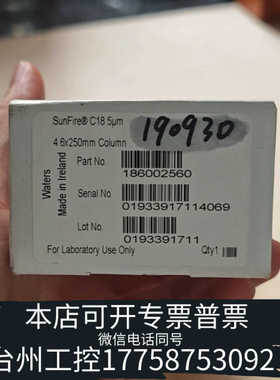 SunFire® C18 5µm
190930
4.6x250mm Column
Part No.
186002560
Serial No
01933917114069
Lot No.
0193391711
For Laboratory Use Only
Qty1
Waters
Made in Ireland
本店可开专票普票
微信电话同号
台州工控17758753092